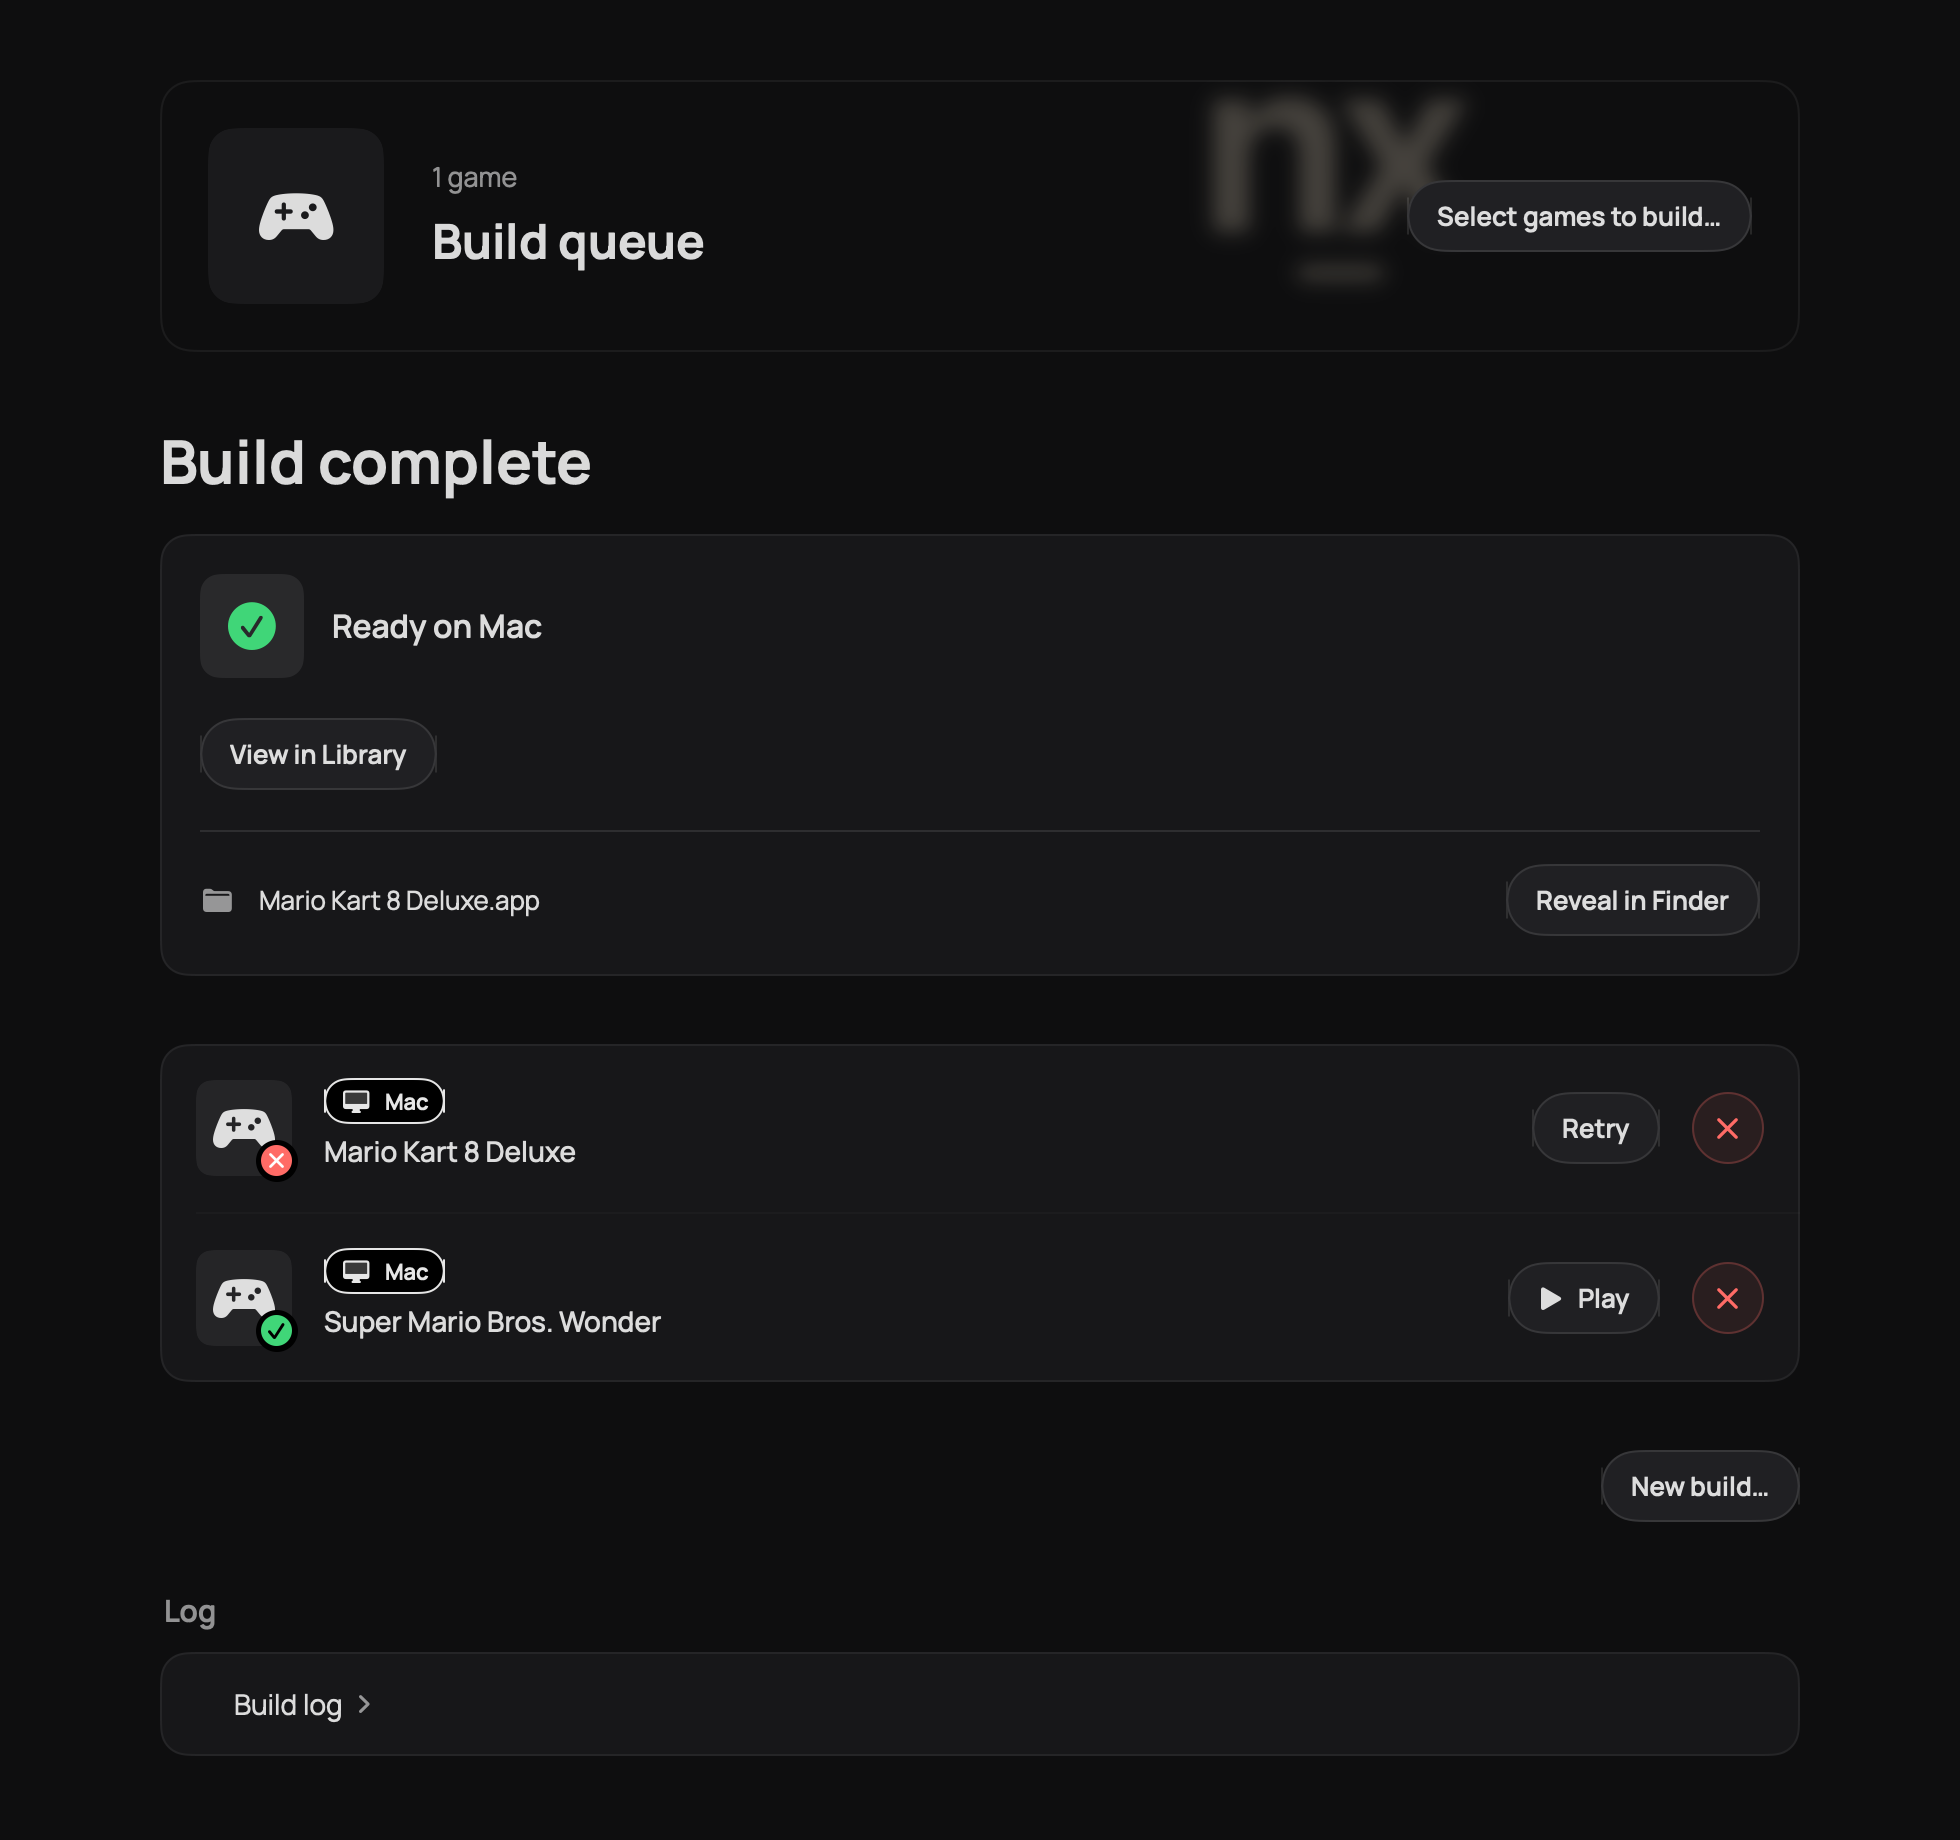 nx
1 game
Build queue
Select games to build...
Build complete
Ready on Mac
View in Library
Mario Kart 8 Deluxe.app
Reveal in Finder
Mac
Mario Kart 8 Deluxe
Retry
Mac
Super Mario Bros. Wonder
Play
New build...
Log
Build log